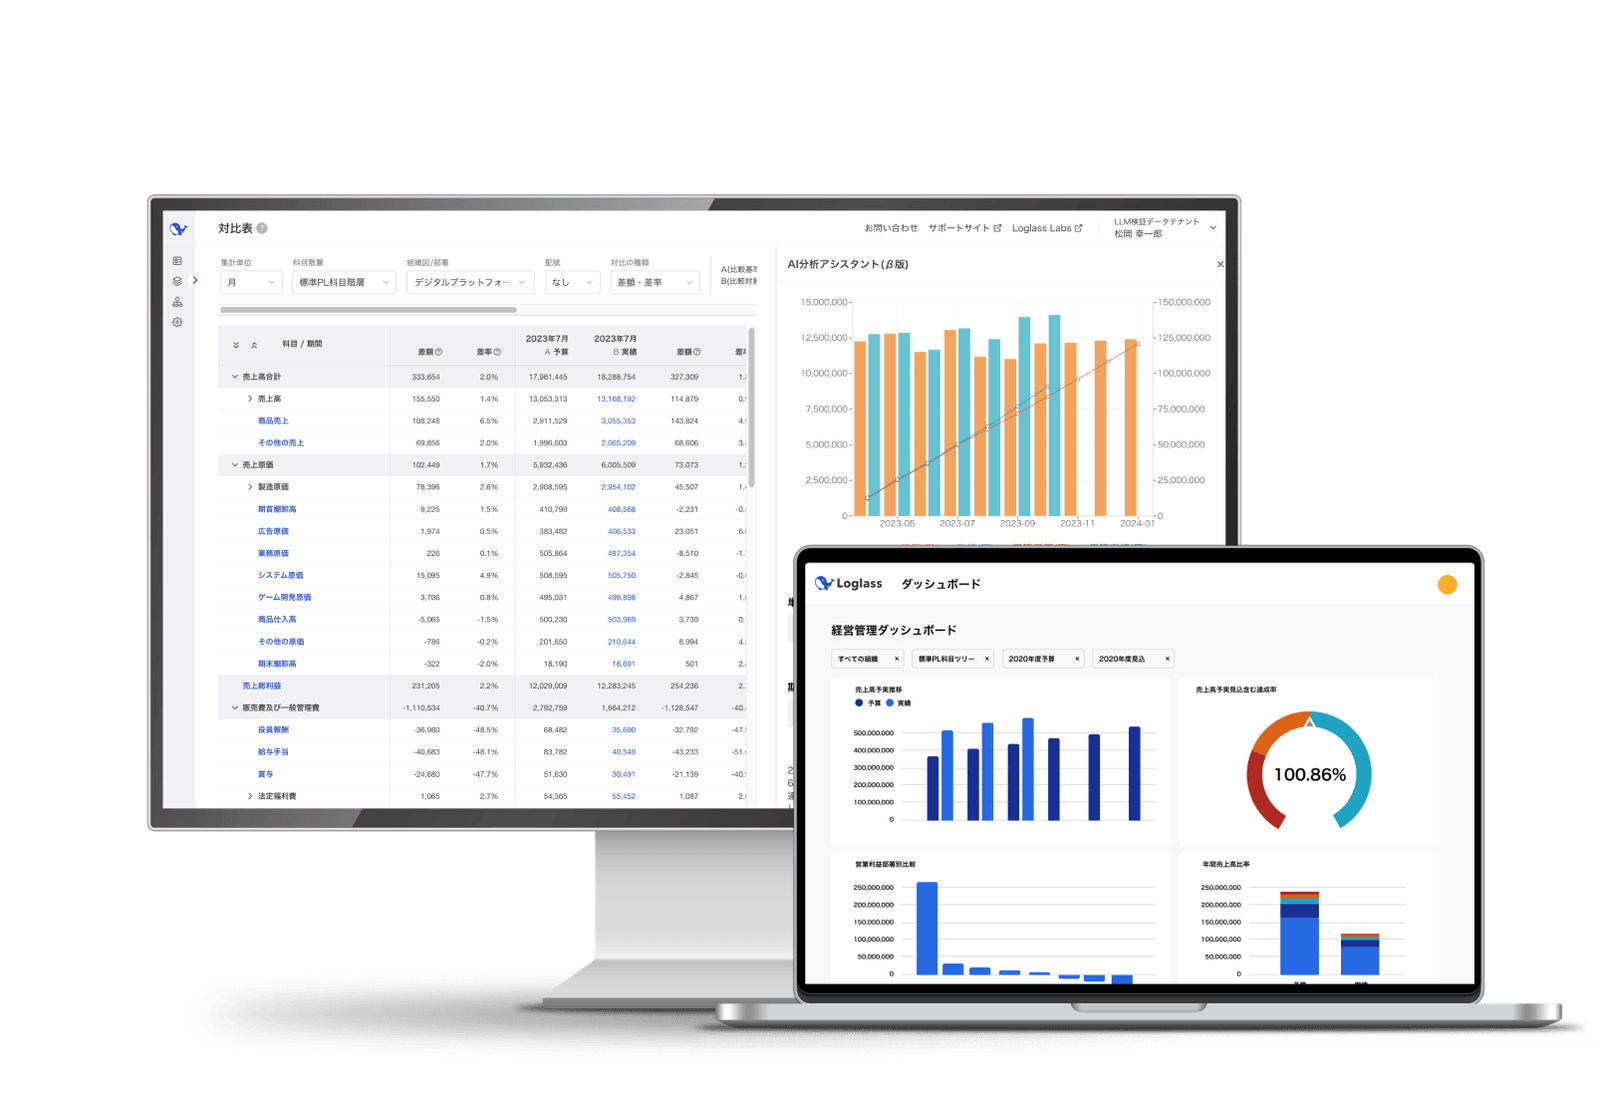 対比表
お問い合わせ サポートサイト Loglass Labs
LLM検証データテナント
松岡 幸一郎
集計単位 科目階層 組織図/部署 配賦 対比の種類
月 標準PL科目階層 デジタルプラットフォ… なし 差額・差率
A(比較基準
B(比較対象
科目 / 期間
差額 差率
2023年7月 2023年7月
A 予算 B 実績 差額 差率
売上高合計 333,654 2.0% 17,961,445 18,288,754 327,309 1.
売上高 155,550 1.4% 13,053,313 13,168,192 114,879 0.
商品売上 108,248 6.5% 2,911,529 3,055,353 143,824 4.
その他の売上 69,856 2.0% 1,996,603 2,065,209 68,606 3.
売上原価 102,449 1.7% 5,932,436 6,005,509 73,073 1.
製造原価 78,396 2.6% 2,908,595 2,954,102 45,507 1.
期首棚卸高 9,225 1.5% 410,799 408,568 -2,231 -0.
広告原価 1,974 0.5% 383,482 406,533 23,051 6.
業務原価 226 0.1% 505,864 497,354 -8,510 -1.
システム原価 15,095 4.9% 508,595 505,750 -2,845 -0.
ゲーム開発原価 3,706 0.8% 495,031 499,898 4,867 1.
商品仕入高 -5,065 -1.5% 500,230 503,969 3,739 0.
その他の原価 -786 -0.2% 201,650 210,644 8,994 4.
期末棚卸高 -322 -2.0% 18,190 18,691 501 2.
売上総利益 231,205 2.2% 12,029,009 12,283,245 254,236 2.
販売費及び一般管理費 -1,110,534 -40.7% 2,792,759 1,664,212 -1,128,547 -40.
役員報酬 -36,980 -48.5% 68,482 35,690 -32,792 -47.
給与手当 -40,683 -48.1% 83,782 40,549 -43,233 -51.
賞与 -24,680 -47.7% 51,630 30,491 -21,139 -40.
法定福利費 1,065 2.7% 54,365 55,452 1,087 2.
AI分析アシスタント(β版)
15,000,000 150,000,000
12,500,000 125,000,000
10,000,000 100,000,000
7,500,000 75,000,000
5,000,000 50,000,000
2,500,000 25,000,000
0 0
2023-05 2023-07 2023-09 2023-11 2024-01
Loglass ダッシュボード
経営管理ダッシュボード
すべての組織 × 標準PL科目ツリー × 2020年度予算 × 2020年度見込 ×
売上高予実推移
予算 実績
500,000,000
400,000,000
300,000,000
200,000,000
100,000,000
0
売上高予実見込含む達成率
100.86%
営業利益部署別比較
250,000,000
200,000,000
150,000,000
100,000,000
50,000,000
0
年間売上高比率
250,000,000
200,000,000
150,000,000
100,000,000
50,000,000
0